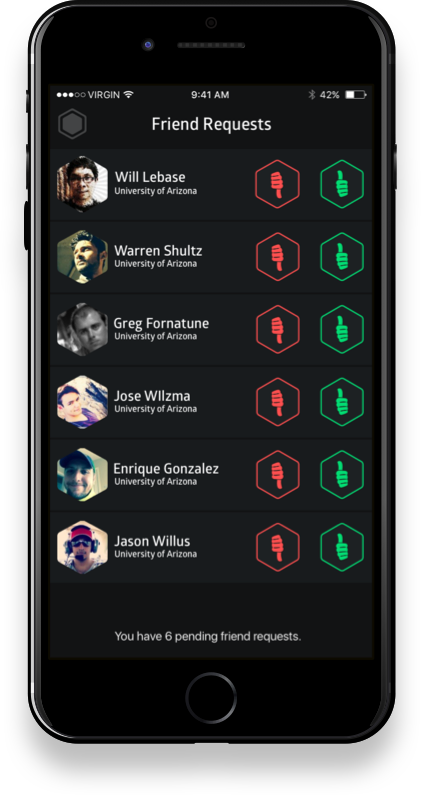 ●●●○○ VIRGIN 9:41 AM 42%
Friend Requests
Will Lebase
University of Arizona
Warren Shultz
University of Arizona
Greg Fornatune
University of Arizona
Jose WIlzma
University of Arizona
Enrique Gonzalez
University of Arizona
Jason Willus
University of Arizona
You have 6 pending friend requests.